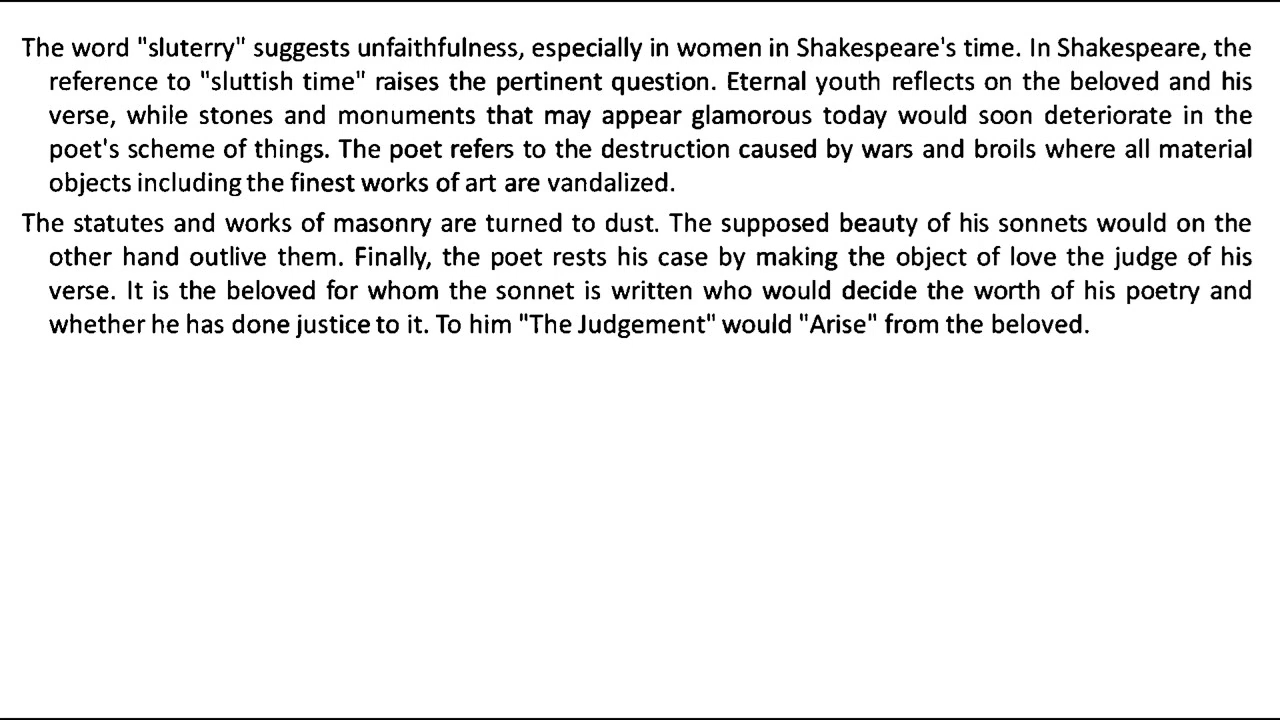 The word "sluterry" suggests unfaithfulness, especially in women in Shakespeare's time. In Shakespeare, the
reference to "sluttish time" raises the pertinent question. Eternal youth reflects on the beloved and his
verse, while stones and monuments that may appear glamorous today would soon deteriorate in the
poet's scheme of things. The poet refers to the destruction caused by wars and broils where all material
objects including the finest works of art are vandalized.
The statutes and works of masonry are turned to dust. The supposed beauty of his sonnets would on the
other hand outlive them. Finally, the poet rests his case by making the object of love the judge of his
verse. It is the beloved for whom the sonnet is written who would decide the worth of his poetry and
whether he has done justice to it. To him "The Judgement" would "Arise" from the beloved.